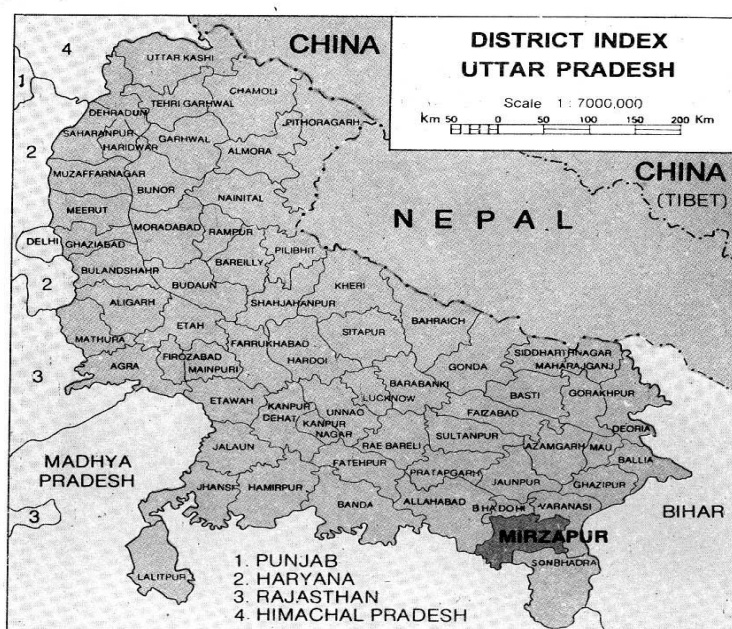 DISTRICT INDEX
UTTAR PRADESH
Scale 1:7000,000
Km 50 0 50 100 150 200 Km
CHINA
CHINA
(TIBET)
NEPAL
4
1
2
2
3
3
UTTAR KASHI
CHAMOLI
TEHRI GARHWAL
DEHRADUN
PITHORAGARH
SAHARANPUR
HARIDWAR
GARHWAL
ALMORA
MUZAFFARNAGAR
BIJNOR
NAINITAL
MEERUT
MORADABAD
RAMPUR
DELHI
GHAZIABAD
PILIBHIT
BULANDSHAHR
BAREILLY
BUDAUN
KHERI
ALIGARH
SHAHJAHANPUR
ETAH
SITAPUR
BAHRAICH
MATHURA
FARRUKHABAD
HARDOI
SIDDHARTHNAGAR
MAHARAJGANJ
AGRA
FIROZABAD
MAINPURI
GONDA
BARABANKI
BASTI
GORAKHPUR
ETAWAH
LUCKNOW
KANPUR
DEHAT
UNNAO
FAIZABAD
KANPUR
NAGAR
DEORIA
JALAUN
RAE BARELI
SULTANPUR
AZAMGARH
MAU
BALLIA
MADHYA
PRADESH
FATEHPUR
PRATAPGARH
JAUNPUR
GHAZIPUR
JHANSI
HAMIRPUR
BANDA
ALLAHABAD
BHADOHI
VARANASI
BIHAR
MIRZAPUR
SONBHADRA
LALITPUR
1. PUNJAB
2. HARYANA
3. RAJASTHAN
4. HIMACHAL PRADESH